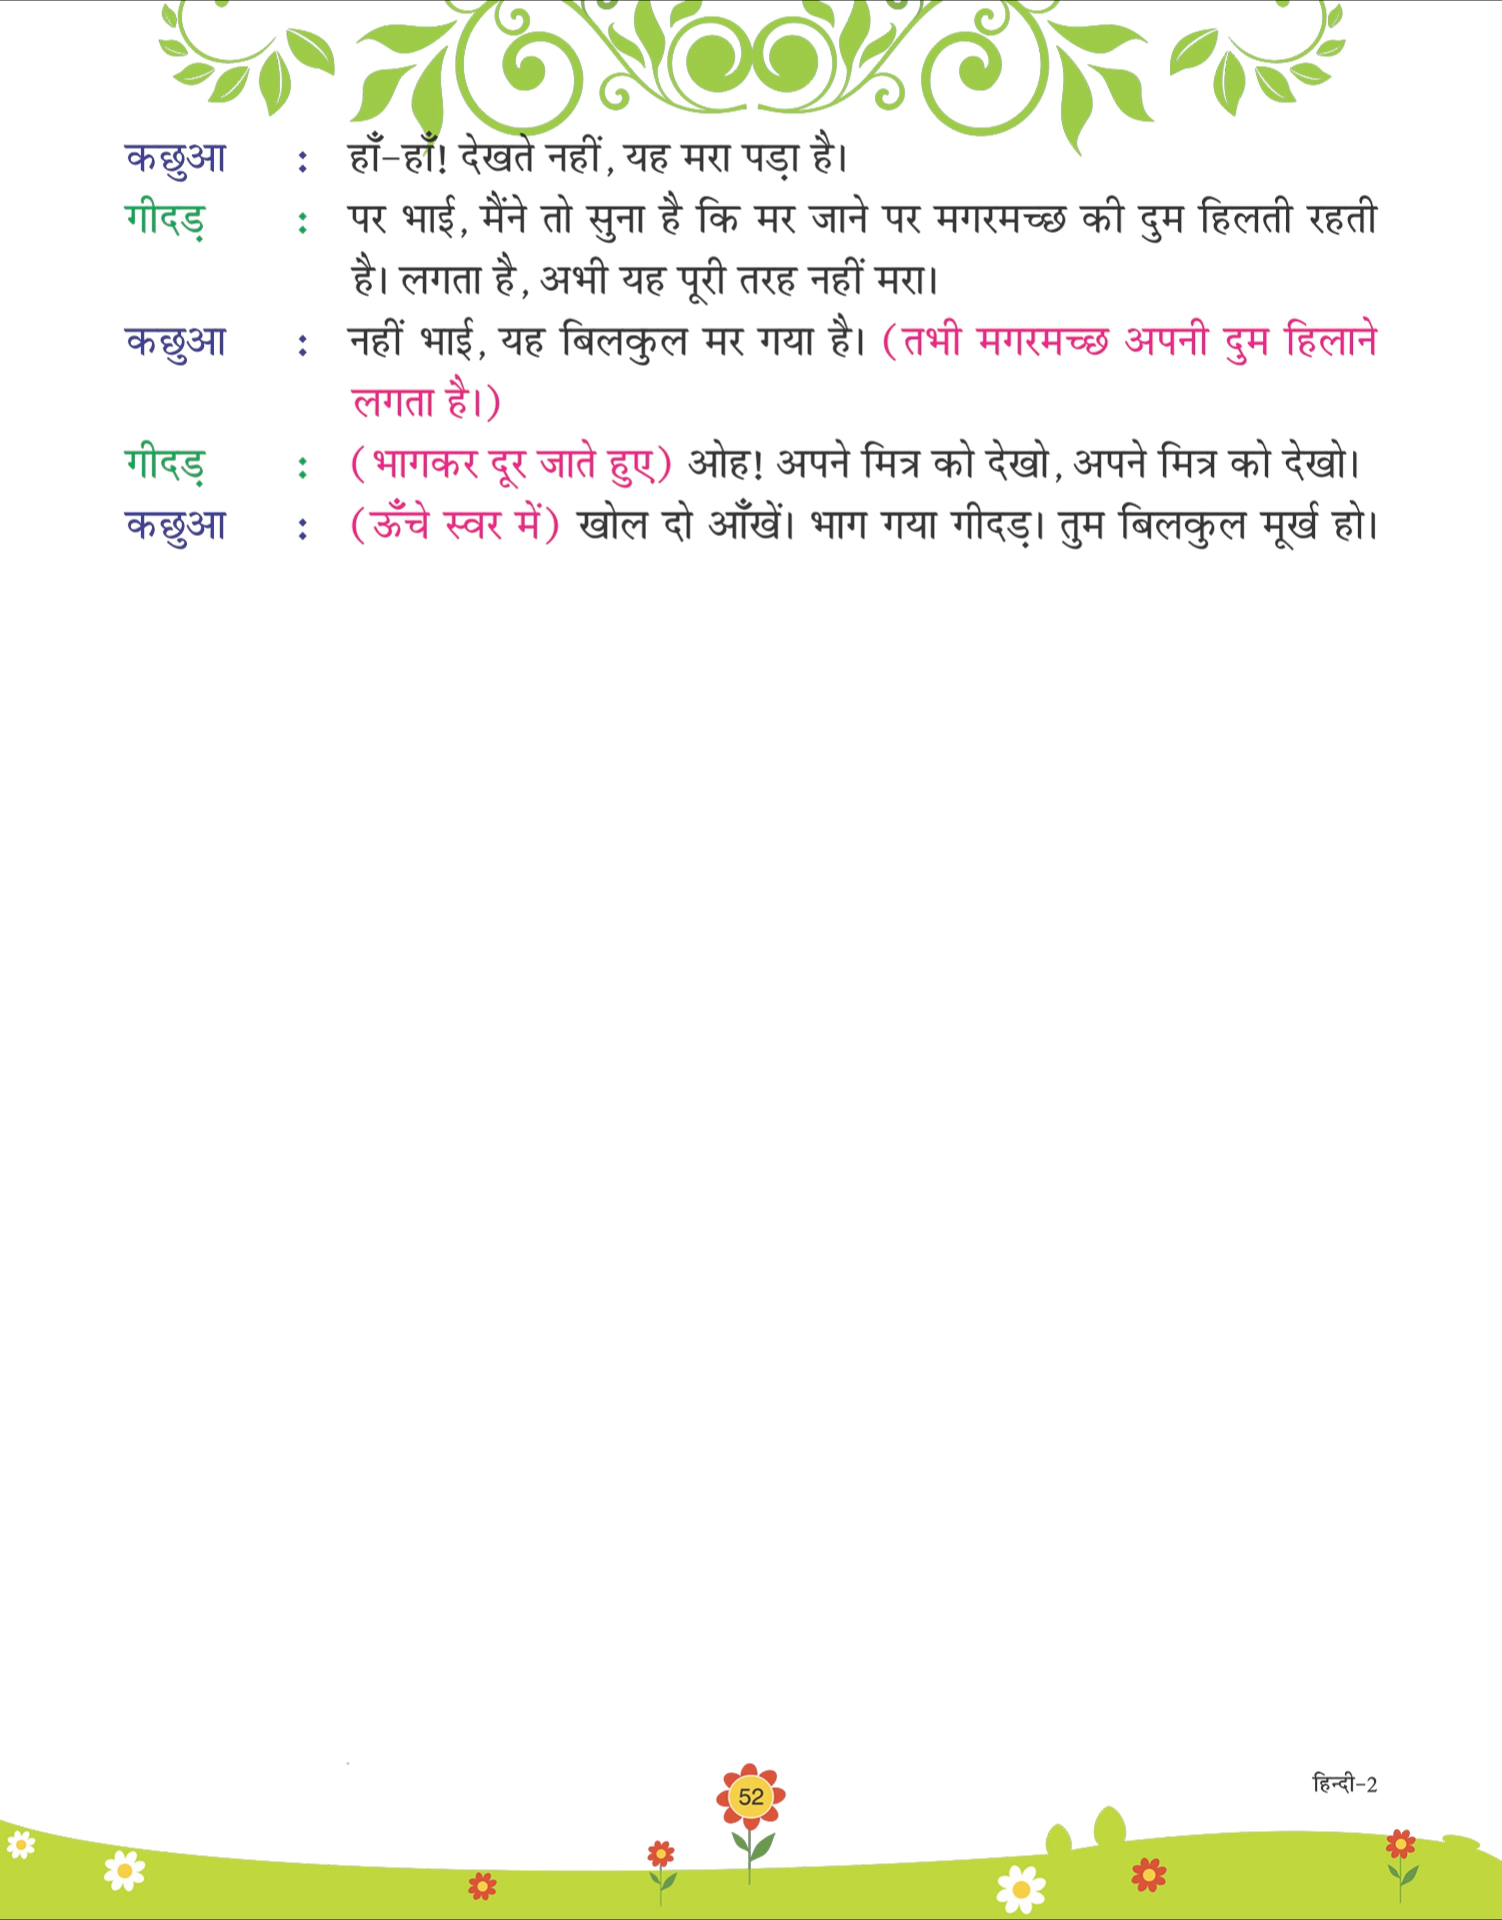 कछुआ : हाँ-हाँ! देखते नहीं, यह मरा पड़ा है।
गीदड़ : पर भाई, मैंने तो सुना है कि मर जाने पर मगरमच्छ की दुम हिलती रहती
है। लगता है, अभी यह पूरी तरह नहीं मरा।
कछुआ : नहीं भाई, यह बिलकुल मर गया है। (तभी मगरमच्छ अपनी दुम हिलाने
लगता है।)
गीदड़ : (भागकर दूर जाते हुए) ओह! अपने मित्र को देखो, अपने मित्र को देखो।
कछुआ : (ऊँचे स्वर में) खोल दो आँखें। भाग गया गीदड़। तुम बिलकुल मूर्ख हो।
हिन्दी-2
52